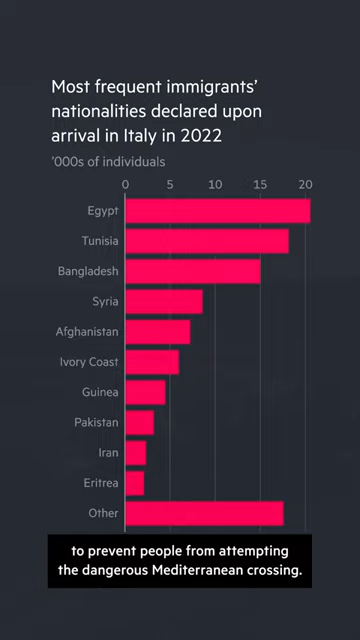 Most frequent immigrants’
nationalities declared upon
arrival in Italy in 2022
'000s of individuals
0 5 10 15 20
Egypt
Tunisia
Bangladesh
Syria
Afghanistan
Ivory Coast
Guinea
Pakistan
Iran
Eritrea
Other
to prevent people from attempting
the dangerous Mediterranean crossing.